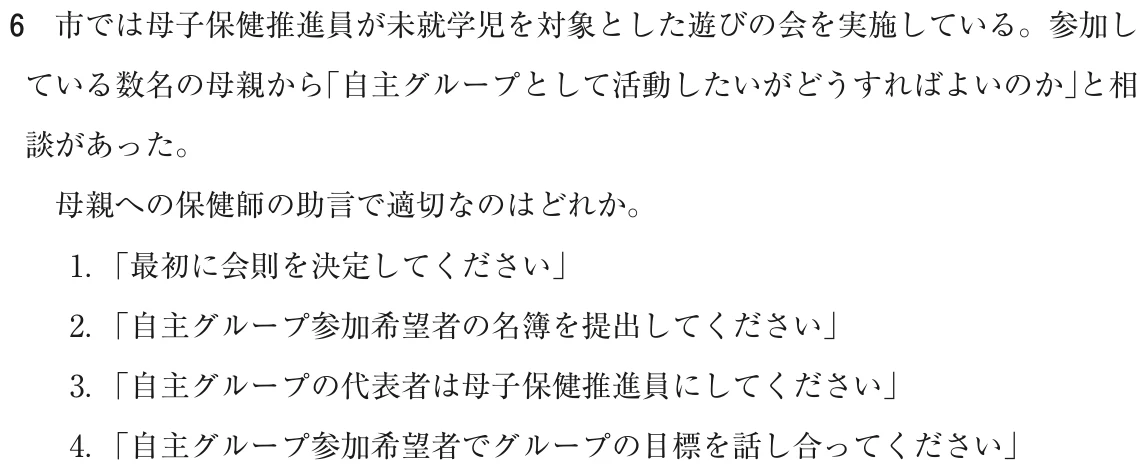 6　市では母子保健推進員が未就学児を対象とした遊びの会を実施している。参加し
ている数名の母親から「自主グループとして活動したいがどうすればよいのか」と相
談があった。
母親への保健師の助言で適切なのはどれか。
1. 「最初に会則を決定してください」
2. 「自主グループ参加希望者の名簿を提出してください」
3. 「自主グループの代表者は母子保健推進員にしてください」
4. 「自主グループ参加希望者でグループの目標を話し合ってください」